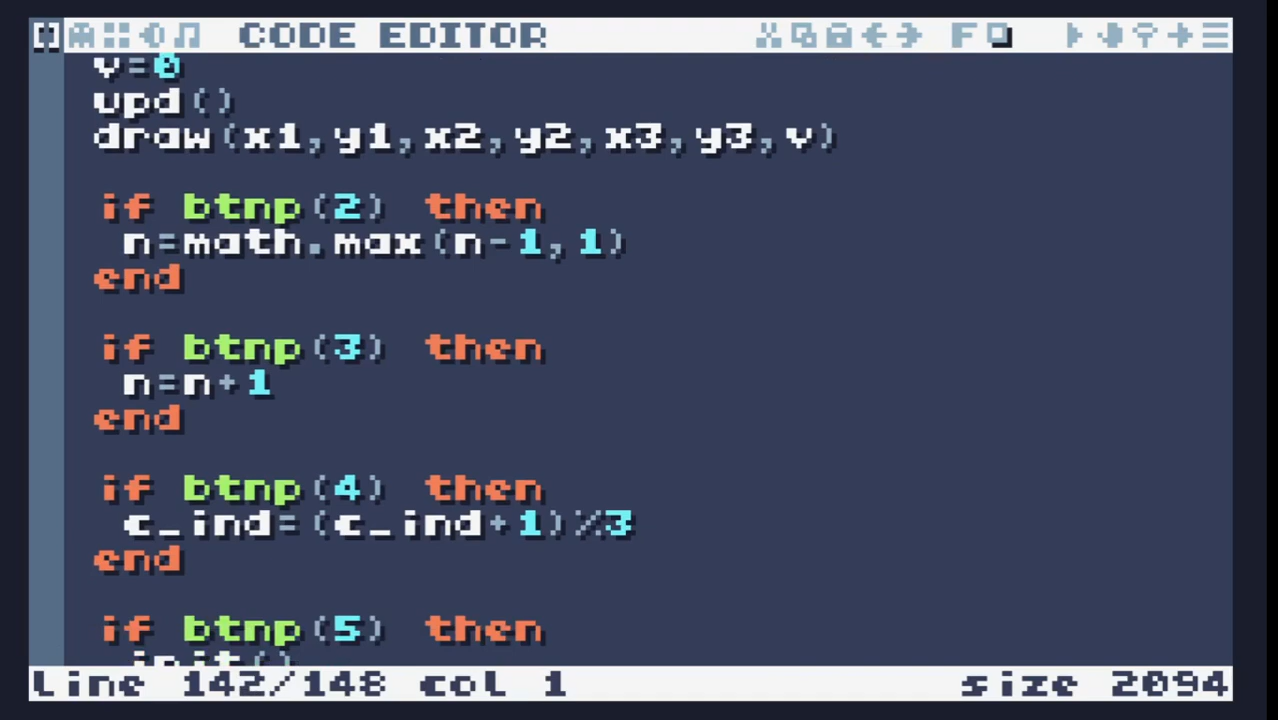 CODE EDITOR F
v=0
upd()
draw(x1,y1,x2,y2,x3,y3,v)
if btnp(2) then
n=math.max(n-1,1)
end
if btnp(3) then
n=n+1
end
if btnp(4) then
c_ind=(c_ind+1)%3
end
if btnp(5) then
init()
line 142/148 col 1 size 2094